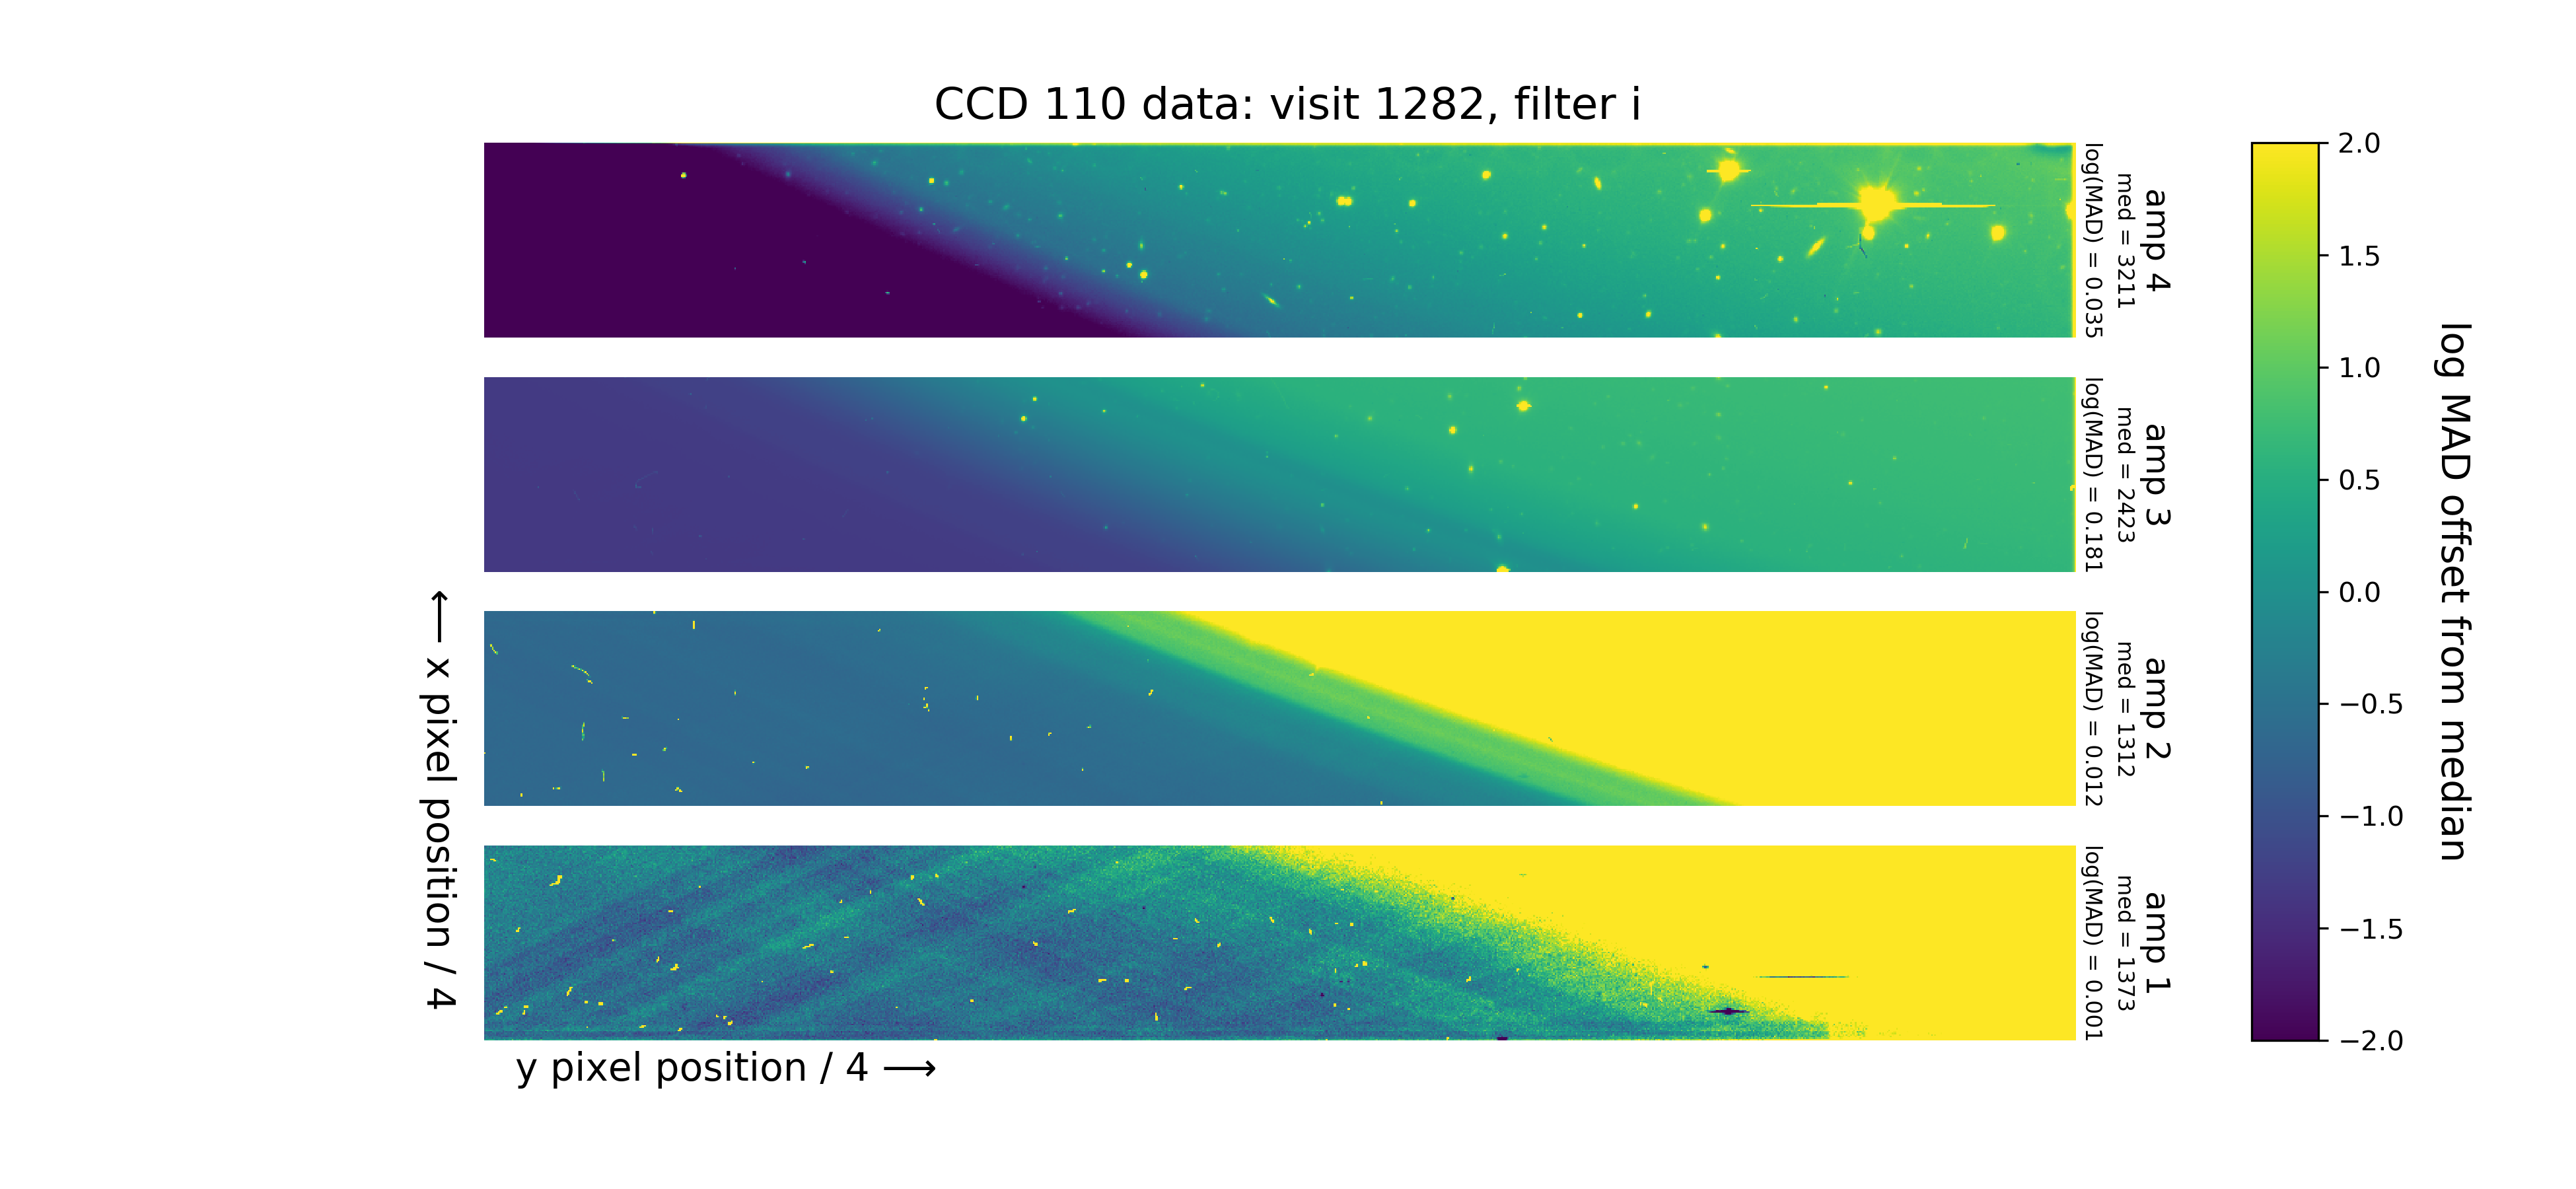 CCD 110 data: visit 1282, filter i
amp 4
med = 3211
log(MAD) = 0.035
amp 3
med = 2423
log(MAD) = 0.181
amp 2
med = 1312
log(MAD) = 0.012
amp 1
med = 1373
log(MAD) = 0.001
⟵ x pixel position / 4
y pixel position / 4 ⟶
2.0
1.5
1.0
0.5
0.0
−0.5
−1.0
−1.5
−2.0
log MAD offset from median